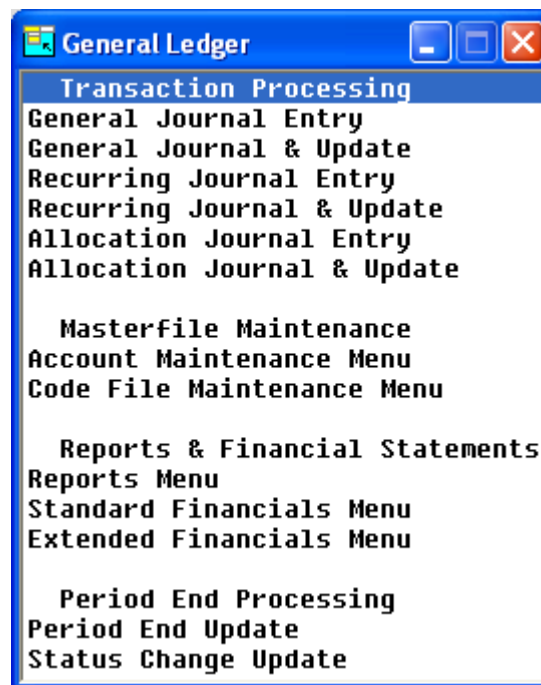 General Ledger
Transaction Processing
General Journal Entry
General Journal & Update
Recurring Journal Entry
Recurring Journal & Update
Allocation Journal Entry
Allocation Journal & Update
Masterfile Maintenance
Account Maintenance Menu
Code File Maintenance Menu
Reports & Financial Statements
Reports Menu
Standard Financials Menu
Extended Financials Menu
Period End Processing
Period End Update
Status Change Update